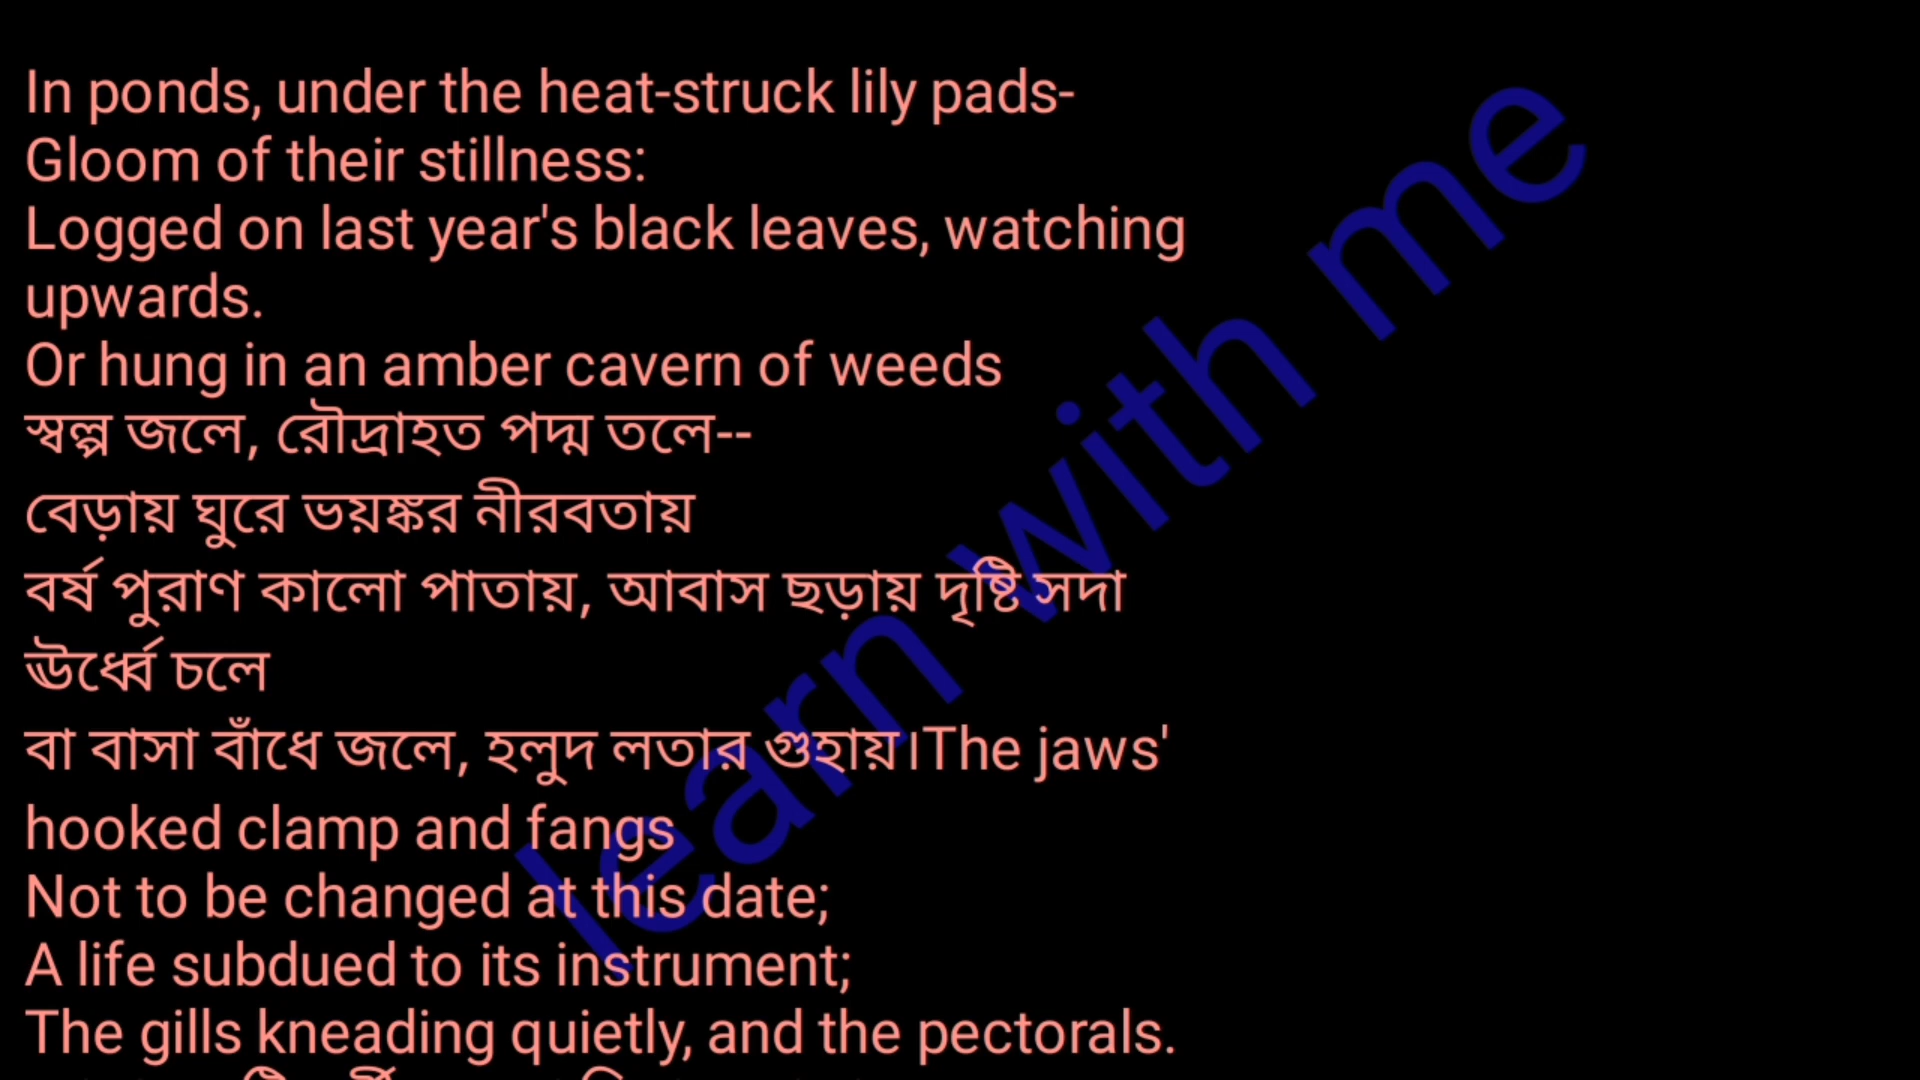 In ponds, under the heat-struck lily pads-
Gloom of their stillness:
Logged on last year's black leaves, watching
upwards.
Or hung in an amber cavern of weeds
স্বল্প জলে, রৌদ্রাহত পদ্ম তলে--
বেড়ায় ঘুরে ভয়ঙ্কর নীরবতায়
বর্ষ পুরাণ কালো পাতায়, আবাস ছড়ায় দৃষ্টি সদা
ঊর্ধ্বে চলে
বা বাসা বাঁধে জলে, হলুদ লতার গুহায়।The jaws'
hooked clamp and fangs
Not to be changed at this date;
A life subdued to its instrument;
The gills kneading quietly, and the pectorals.
learn with me